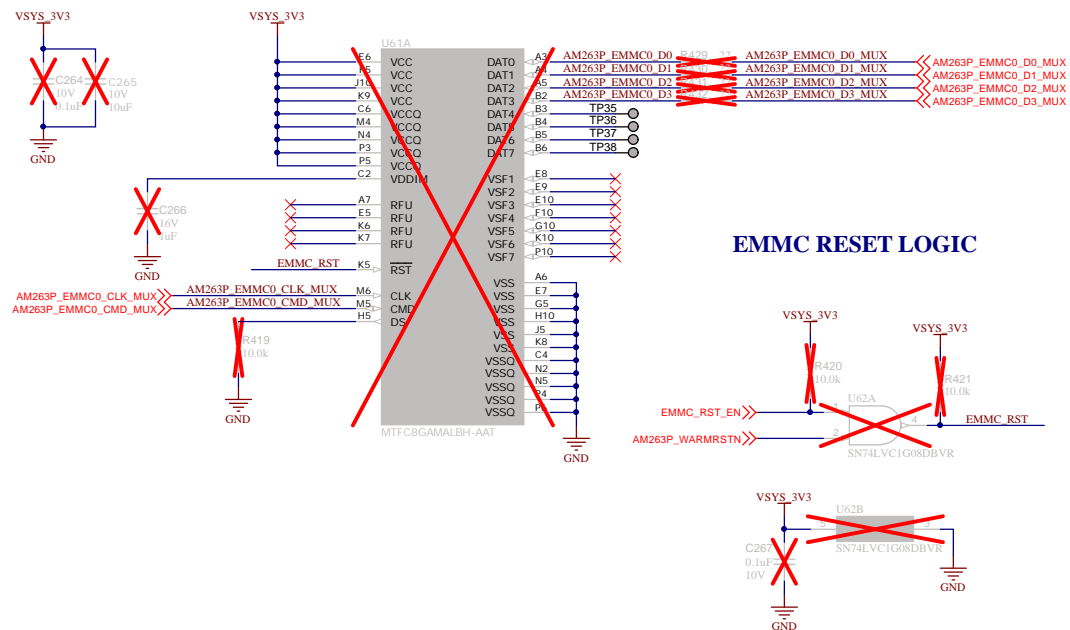 VSYS_3V3
C264
10V
0.1uF
C265
10V
10uF
GND
VSYS_3V3
U61A
E6 VCC
VCC
J10 VCC
K9 VCC
C6 VCCQ
M4 VCCQ
N4 VCCQ
P3 VCCQ
P5 VCCQ
C2 VDDIM
A7 RFU
E5 RFU
K6 RFU
K7 RFU
EMMC_RST K5 RST
AM263P_EMMC0_CLK_MUX AM263P_EMMC0_CLK_MUX M6 CLK
AM263P_EMMC0_CMD_MUX AM263P_EMMC0_CMD_MUX M5 CMD
H5 DS
C266
16V
1uF
GND
R419
10.0k
GND
DAT0 A3 AM263P_EMMC0_D0 R429 22 AM263P_EMMC0_D0_MUX AM263P_EMMC0_D0_MUX
DAT1 A4 AM263P_EMMC0_D1 AM263P_EMMC0_D1_MUX AM263P_EMMC0_D1_MUX
DAT2 A5 AM263P_EMMC0_D2 AM263P_EMMC0_D2_MUX AM263P_EMMC0_D2_MUX
DAT3 B2 AM263P_EMMC0_D3 AM263P_EMMC0_D3_MUX AM263P_EMMC0_D3_MUX
DAT4 B3 TP35
DAT5 B4 TP36
DAT6 B5 TP37
DAT7 B6 TP38
VSF1 E8
VSF2 E9
VSF3 E10
VSF4 F10
VSF5 G10
VSF6 K10
VSF7 P10
VSS A6
VSS E7
VSS G5
VSS H10
VSS J5
VSS K8
VSSQ C4
VSSQ N2
VSSQ N5
VSSQ P4
VSSQ
MTFC8GAMALBH-AAT
GND
EMMC RESET LOGIC
VSYS_3V3
VSYS_3V3
R420
10.0k
R421
10.0k
U62A
EMMC_RST_EN 1
AM263P_WARMRSTN 2
4 EMMC_RST
SN74LVC1G08DBVR
VSYS_3V3
U62B
5 3
SN74LVC1G08DBVR
C267
0.1uF
10V
GND
GND